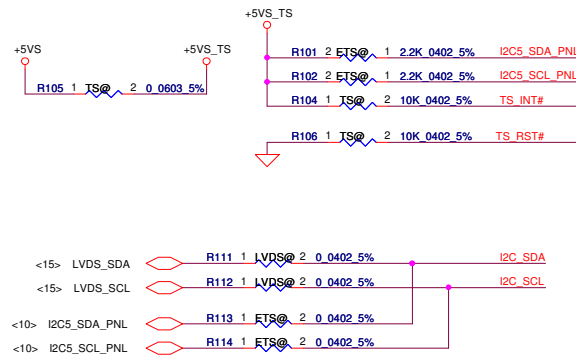 +5VS_TS
+5VS +5VS_TS
R101 2 ETS@ 1 2.2K_0402_5% I2C5_SDA_PNL
R102 2 ETS@ 1 2.2K_0402_5% I2C5_SCL_PNL
R105 1 TS@ 2 0_0603_5%
R104 1 TS@ 2 10K_0402_5% TS_INT#
R106 1 TS@ 2 10K_0402_5% TS_RST#
<15> LVDS_SDA R111 1 LVDS@ 2 0_0402_5% I2C_SDA
<15> LVDS_SCL R112 1 LVDS@ 2 0_0402_5% I2C_SCL
<10> I2C5_SDA_PNL R113 1 ETS@ 2 0_0402_5%
<10> I2C5_SCL_PNL R114 1 ETS@ 2 0_0402_5%